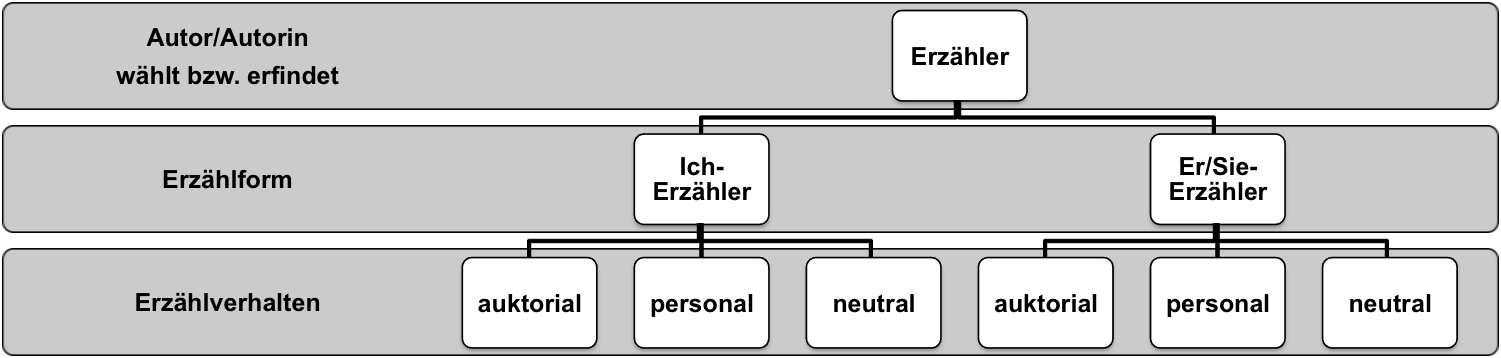 Autor/Autorin
wählt bzw. erfindet
Erzähler
Erzählform
Ich-
Erzähler
Er/Sie-
Erzähler
Erzählverhalten
auktorial
personal
neutral
auktorial
personal
neutral